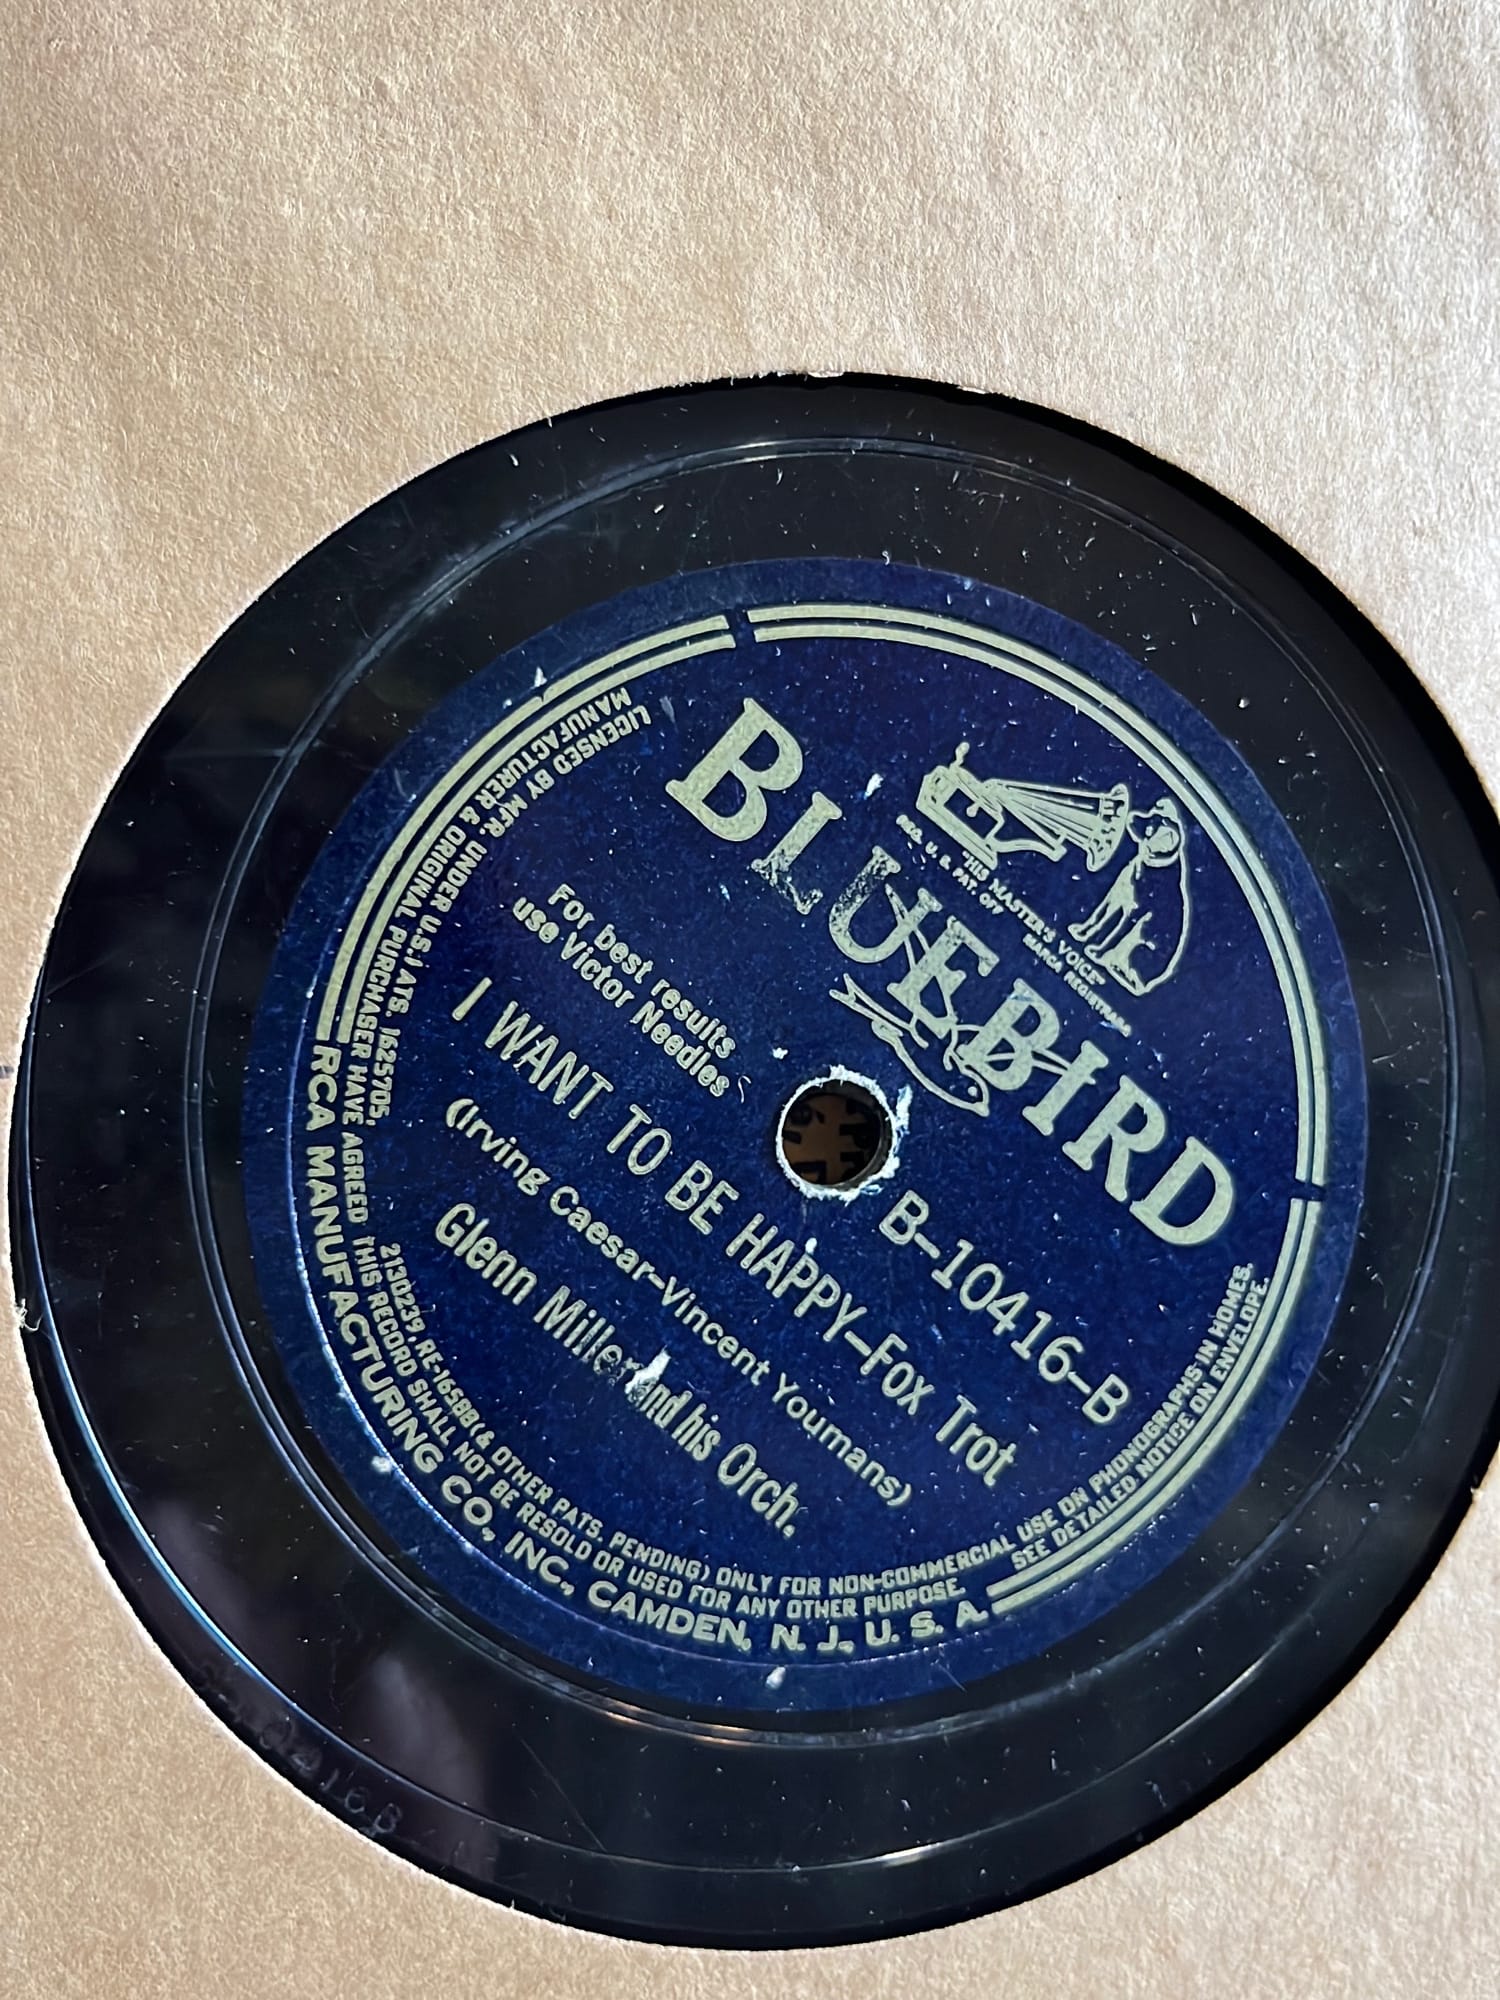 "HIS MASTER'S VOICE"
REG. U. S. PAT. OFF. MARCA REGISTRADA
BLUEBIRD
For best results
use Victor Needles
B-10416-B
I WANT TO BE HAPPY-Fox Trot
(Irving Caesar-Vincent Youmans)
Glenn Miller and his Orch.
LICENSED BY MFR. UNDER U.S. PATS. 1625705, 2130239, RE-16588 (& OTHER PATS. PENDING) ONLY FOR NON-COMMERCIAL USE ON PHONOGRAPHS IN HOMES.
MANUFACTURER & ORIGINAL PURCHASER HAVE AGREED THIS RECORD SHALL NOT BE RESOLD OR USED FOR ANY OTHER PURPOSE. SEE DETAILED NOTICE ON ENVELOPE.
RCA MANUFACTURING CO., INC., CAMDEN, N. J., U. S. A.